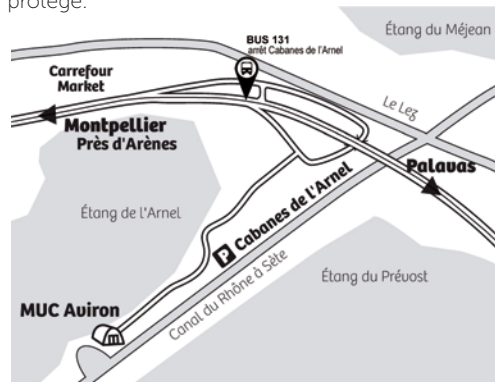 protégé.
Étang du Méjean
BUS 131
arrêt Cabanes de l'Arnel
Carrefour
Market
Le Lez
Montpellier
Près d'Arènes
Palavas
Étang de l'Arnel
P Cabanes de l'Arnel
Étang du Prévost
Canal du Rhône à Sète
MUC Aviron